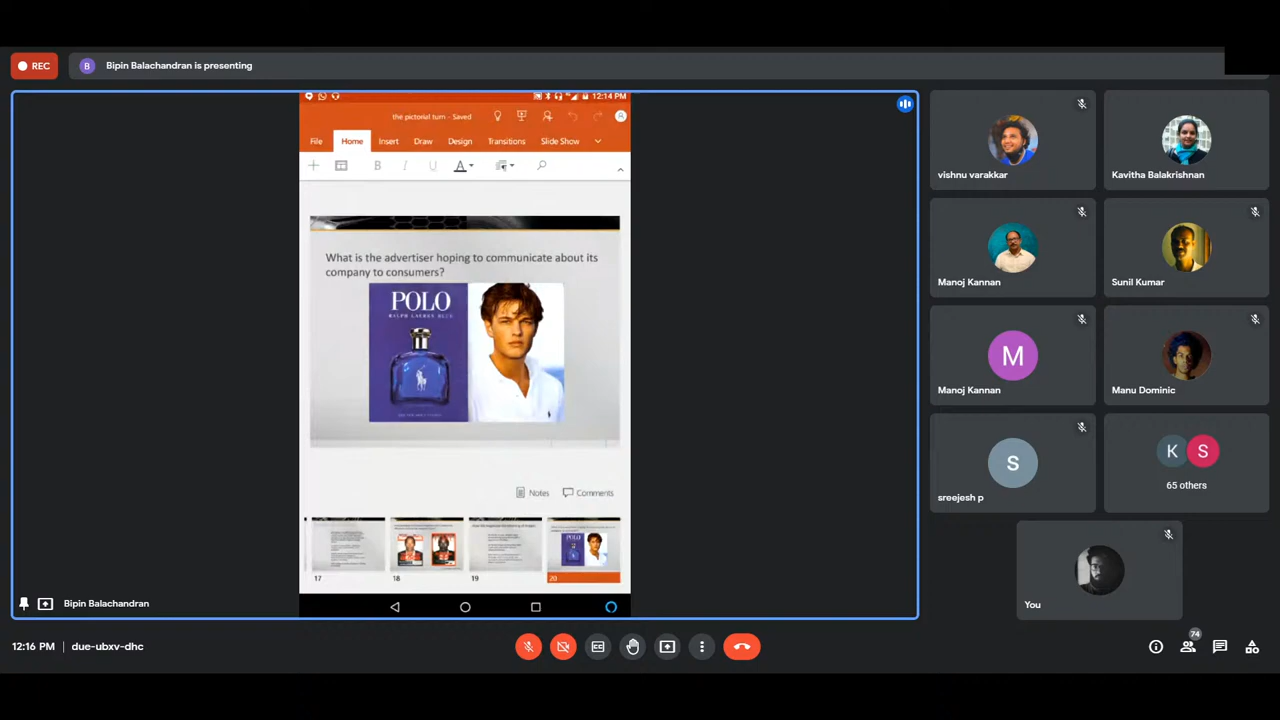 REC
B
Bipin Balachandran is presenting
12:14 PM
the pictorial turn - Saved
File Home Insert Draw Design Transitions Slide Show
B I U A
What is the advertiser hoping to communicate about its
company to consumers?
POLO
RALPH LAUREN BLUE
Notes Comments
17 18 19 20
Bipin Balachandran
vishnu varakkar
Kavitha Balakrishnan
Manoj Kannan
Sunil Kumar
M
Manoj Kannan
Manu Dominic
S
sreejesh p
K S
65 others
You
12:16 PM due-ubxv-dhc
74